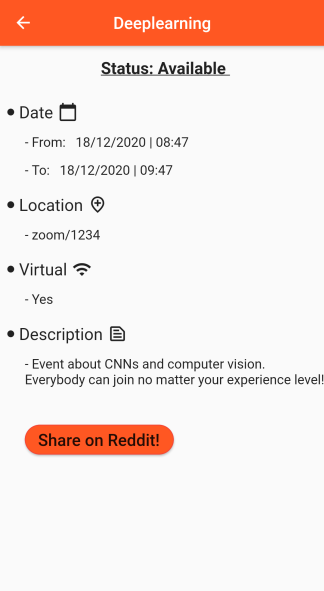 Deeplearning
Status: Available
• Date
- From: 18/12/2020 | 08:47
- To: 18/12/2020 | 09:47
• Location
- zoom/1234
• Virtual
- Yes
• Description
- Event about CNNs and computer vision.
Everybody can join no matter your experience level!
Share on Reddit!